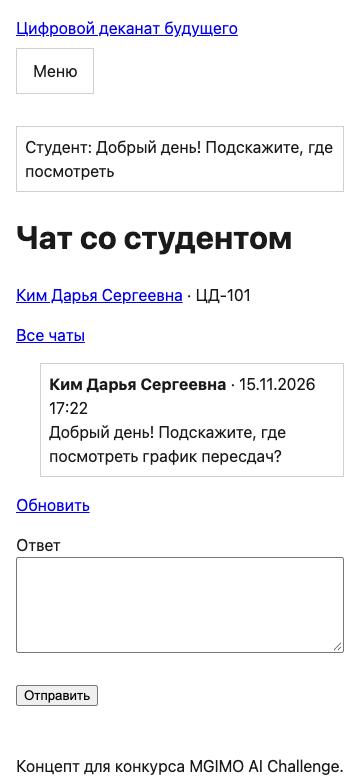 Цифровой деканат будущего
Меню
Студент: Добрый день! Подскажите, где
посмотреть
Чат со студентом
Ким Дарья Сергеевна · ЦД-101
Все чаты
Ким Дарья Сергеевна · 15.11.2026
17:22
Добрый день! Подскажите, где
посмотреть график пересдач?
Обновить
Ответ
Отправить
Концепт для конкурса MGIMO AI Challenge.